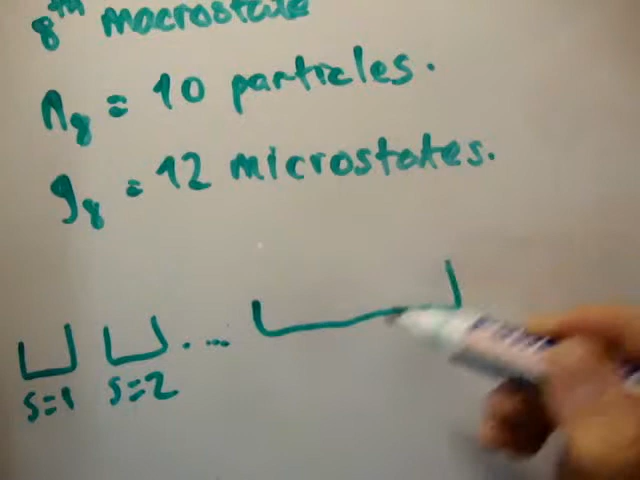 8th macrostate
n8 = 10 particles.
g8 = 12 microstates.
...
s=1 s=2